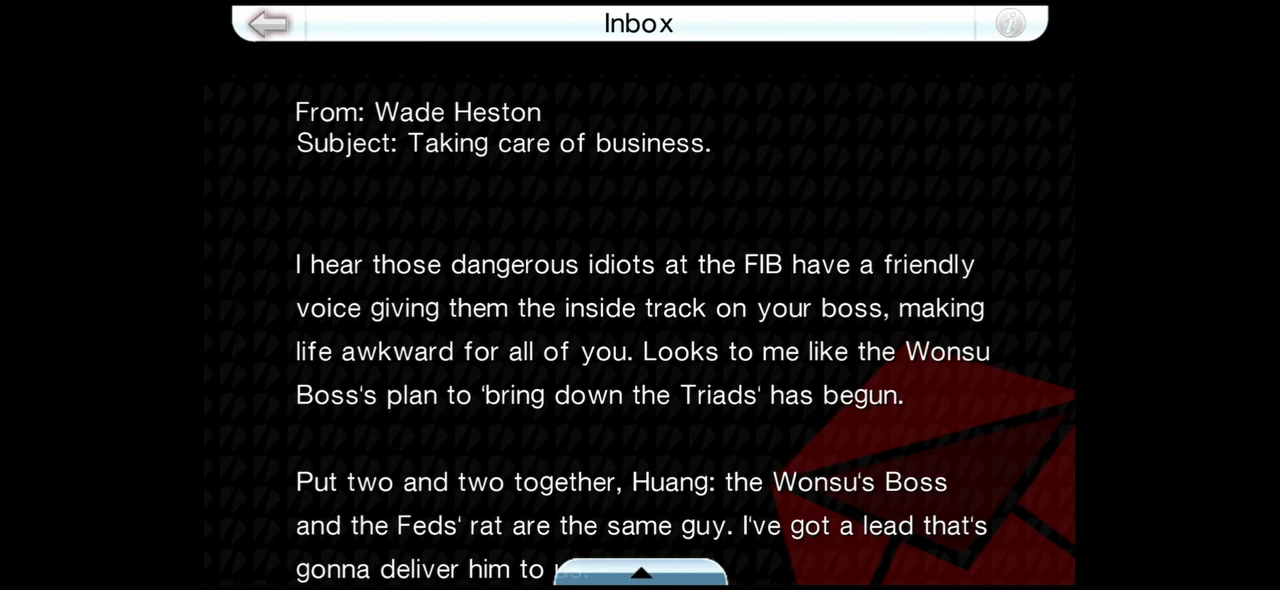 Inbox
From: Wade Heston
Subject: Taking care of business.
I hear those dangerous idiots at the FIB have a friendly
voice giving them the inside track on your boss, making
life awkward for all of you. Looks to me like the Wonsu
Boss's plan to 'bring down the Triads' has begun.
Put two and two together, Huang: the Wonsu's Boss
and the Feds' rat are the same guy. I've got a lead that's
gonna deliver him to us.